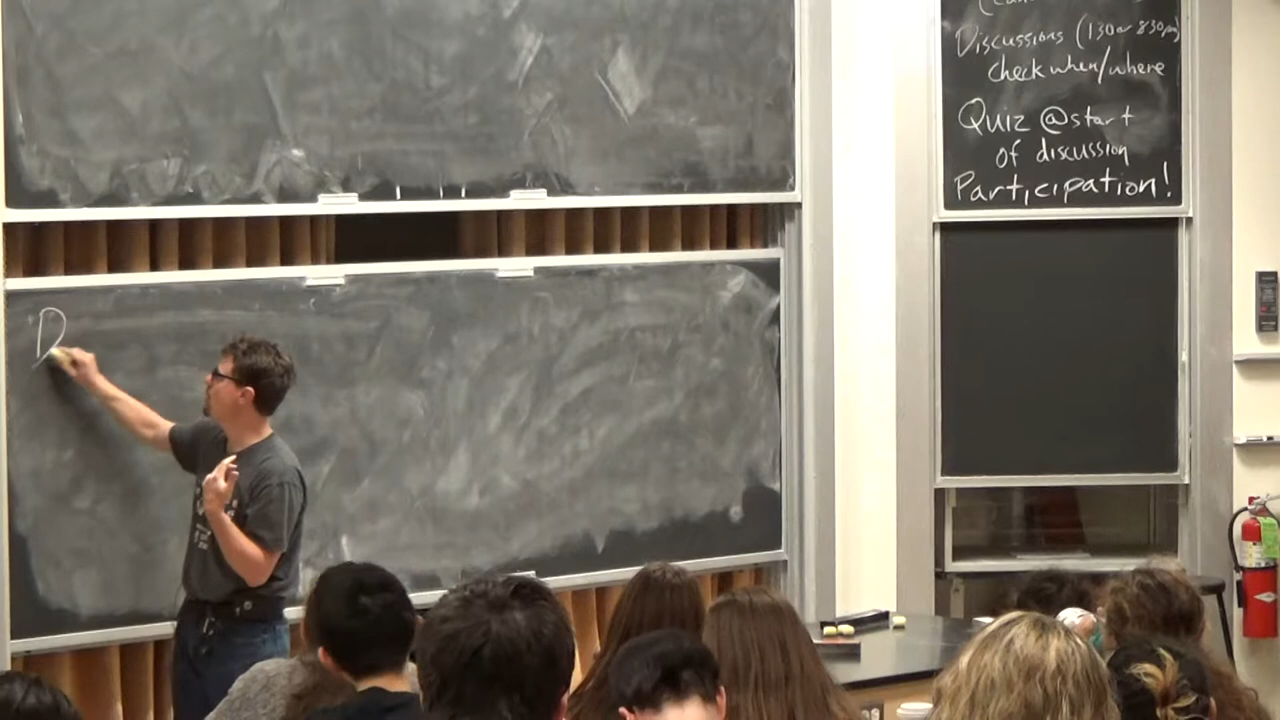 D
Discussions (130 or 830pm)
check when/where
Quiz @start
of discussion
Participation!